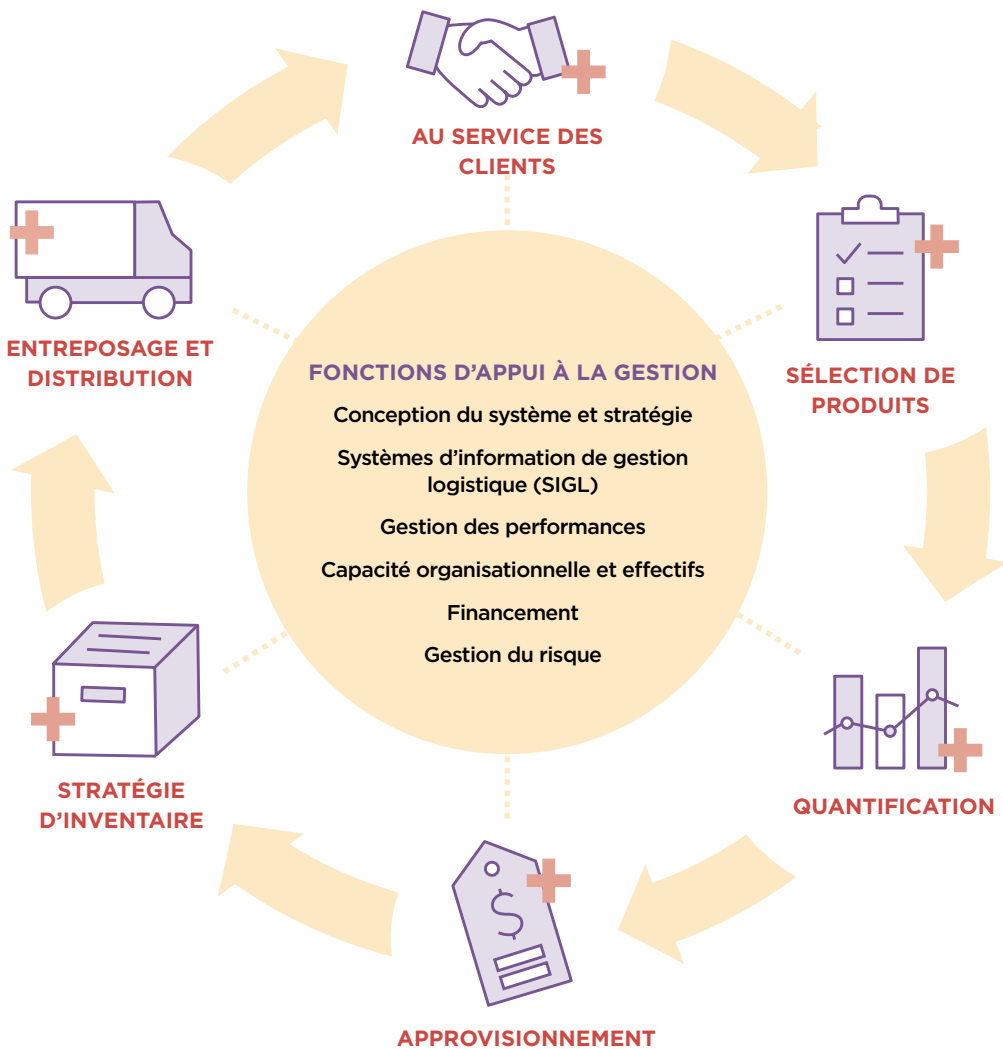 AU SERVICE DES
CLIENTS
SÉLECTION DE
PRODUITS
QUANTIFICATION
APPROVISIONNEMENT
STRATÉGIE
D’INVENTAIRE
ENTREPOSAGE ET
DISTRIBUTION
FONCTIONS D’APPUI À LA GESTION
Conception du système et stratégie
Systèmes d’information de gestion
logistique (SIGL)
Gestion des performances
Capacité organisationnelle et effectifs
Financement
Gestion du risque
$